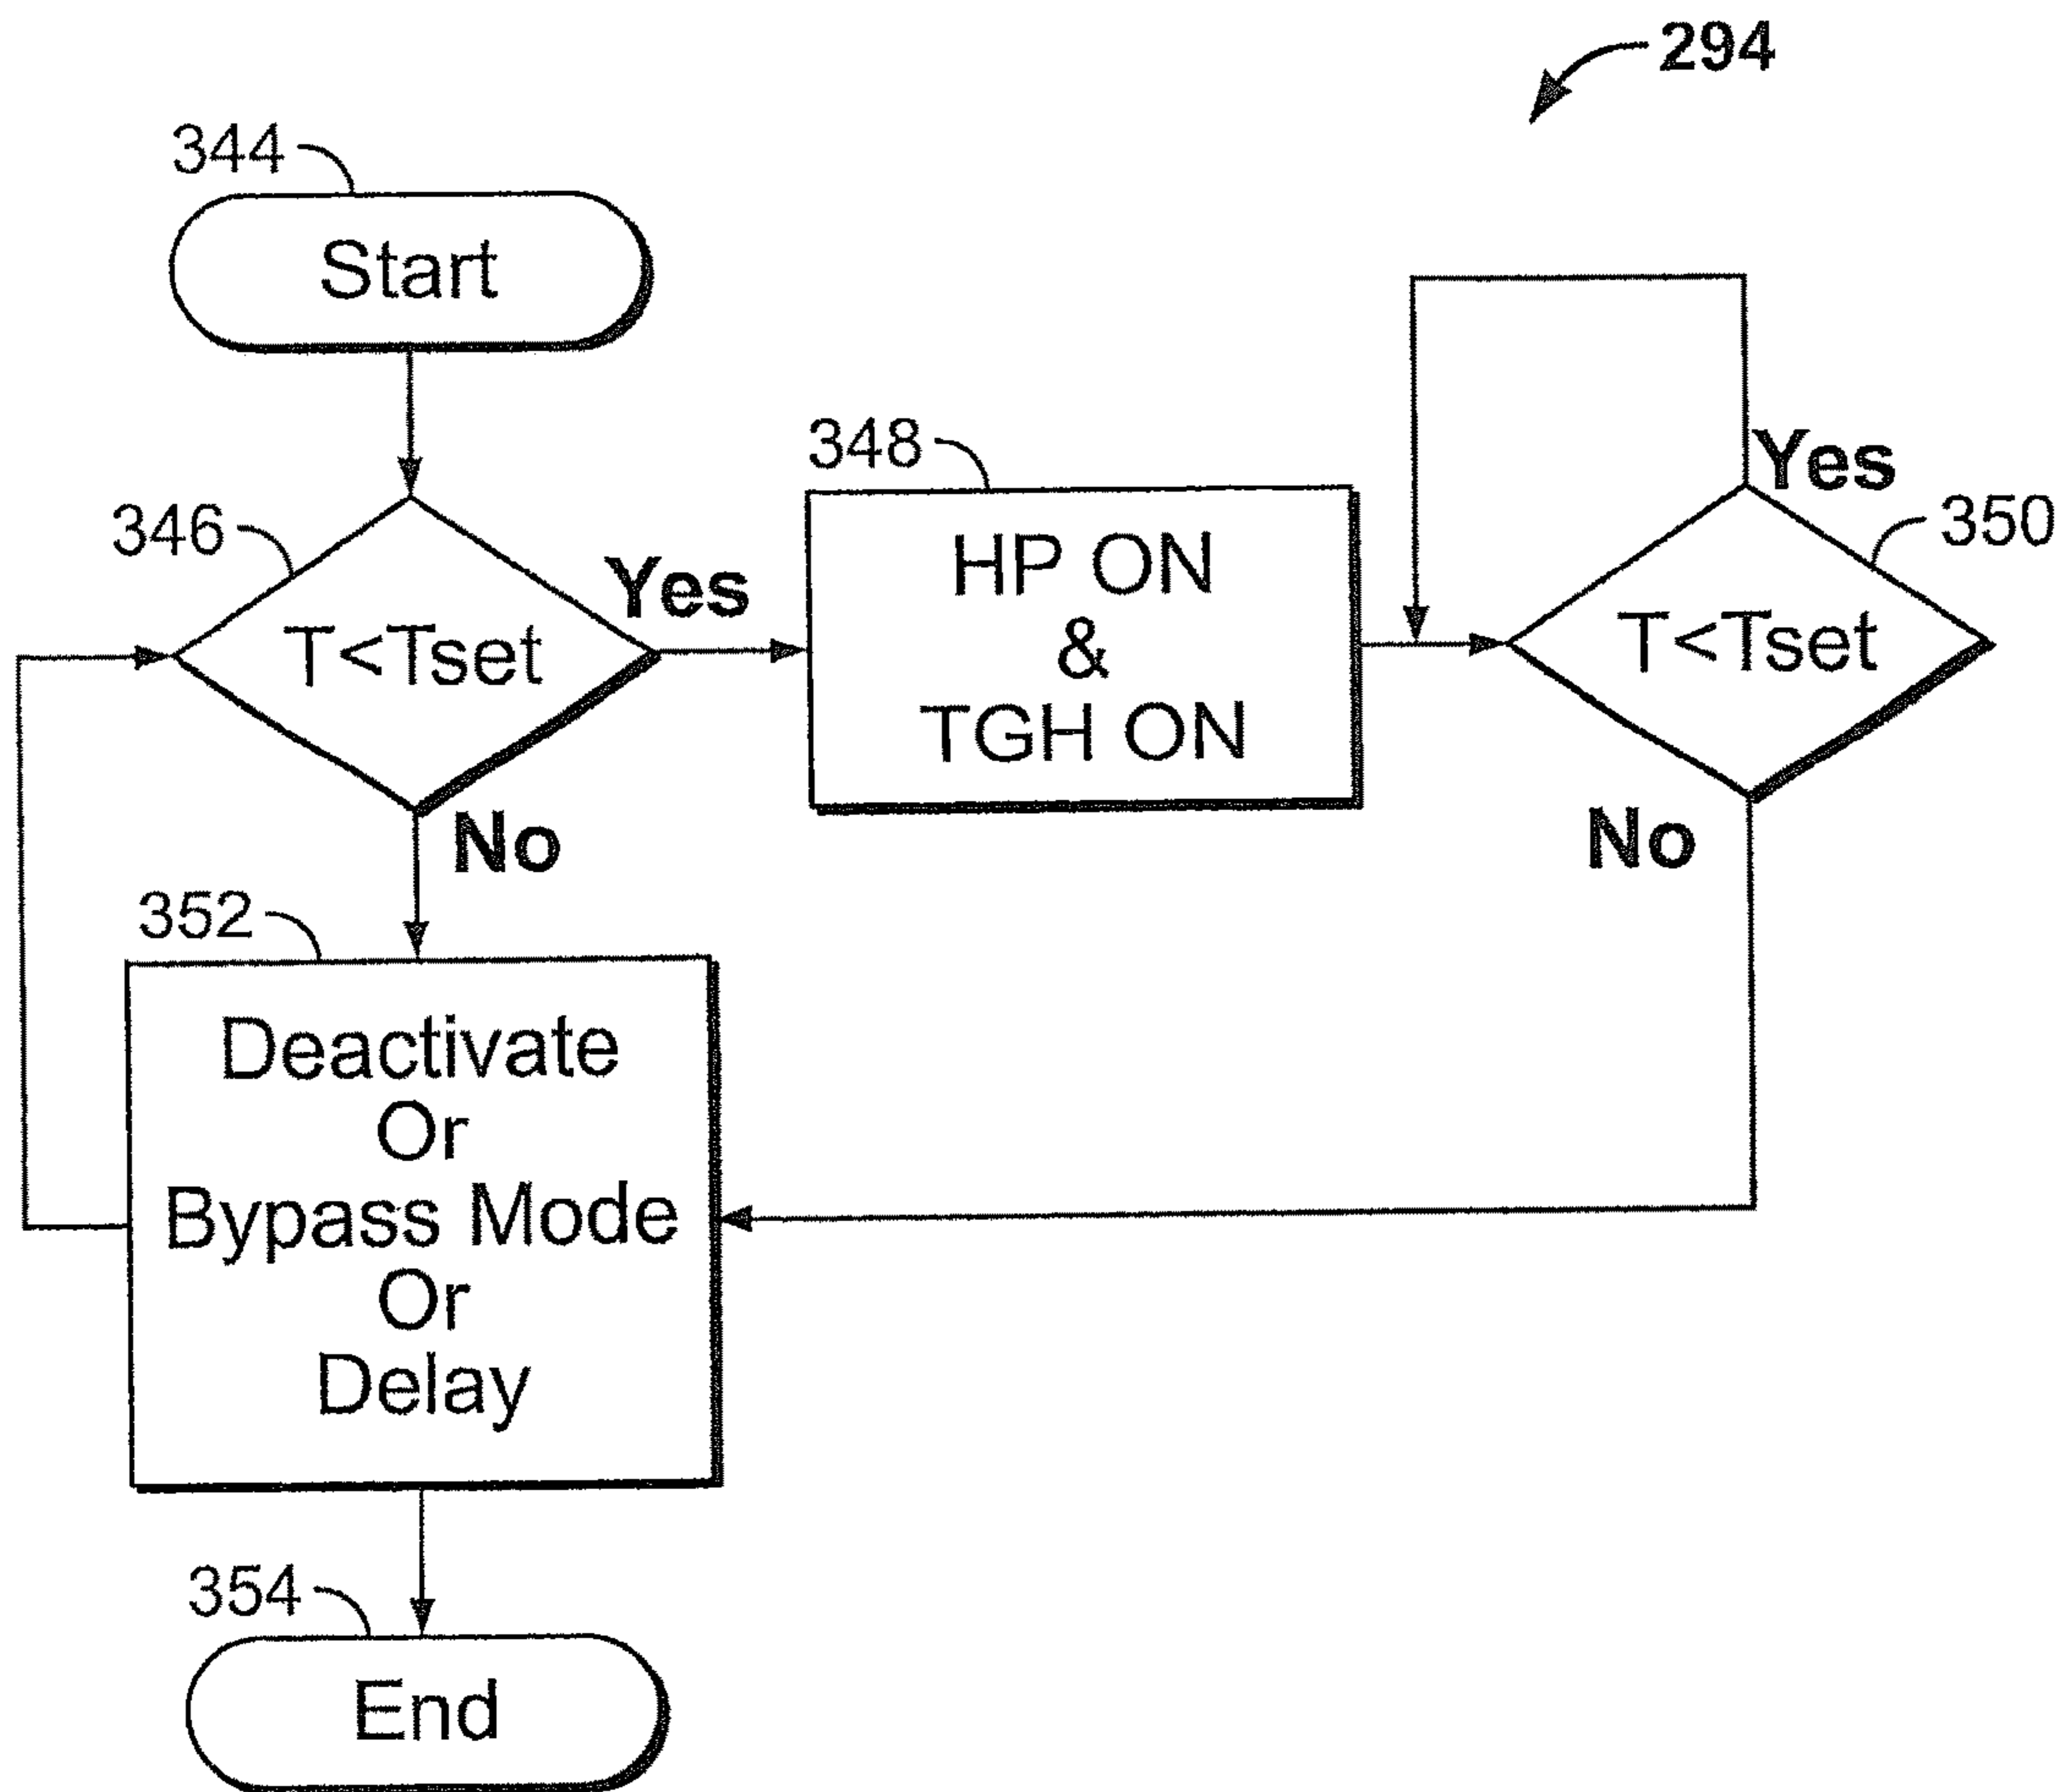 294
344
Start
346
T<Tset
Yes
348
HP ON
&
TGH ON
350
T<Tset
Yes
No
No
352
Deactivate
Or
Bypass Mode
Or
Delay
354
End